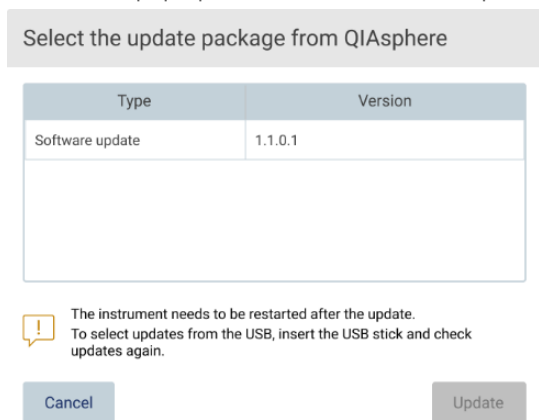 Select the update package from QIAsphere
Type Version
Software update 1.1.0.1
The instrument needs to be restarted after the update.
To select updates from the USB, insert the USB stick and check
updates again.
Cancel Update